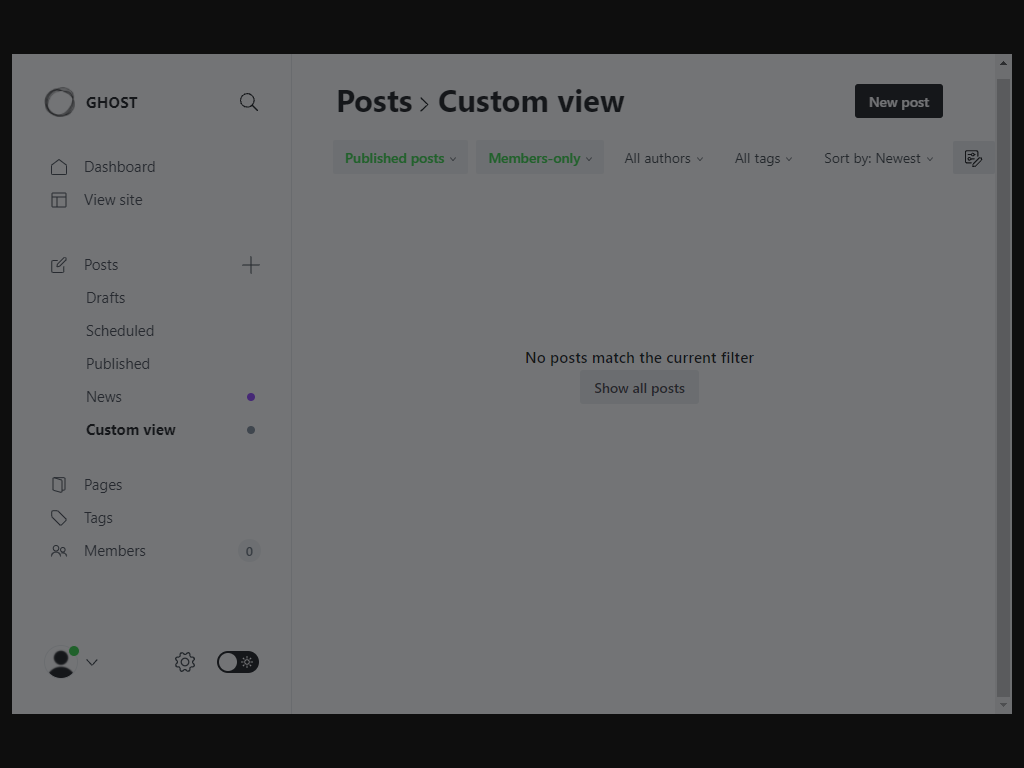 GHOST
Dashboard
View site
Posts
Drafts
Scheduled
Published
News
Custom view
Pages
Tags
Members 0
Posts › Custom view
New post
Published posts
Members-only
All authors
All tags
Sort by: Newest
No posts match the current filter
Show all posts